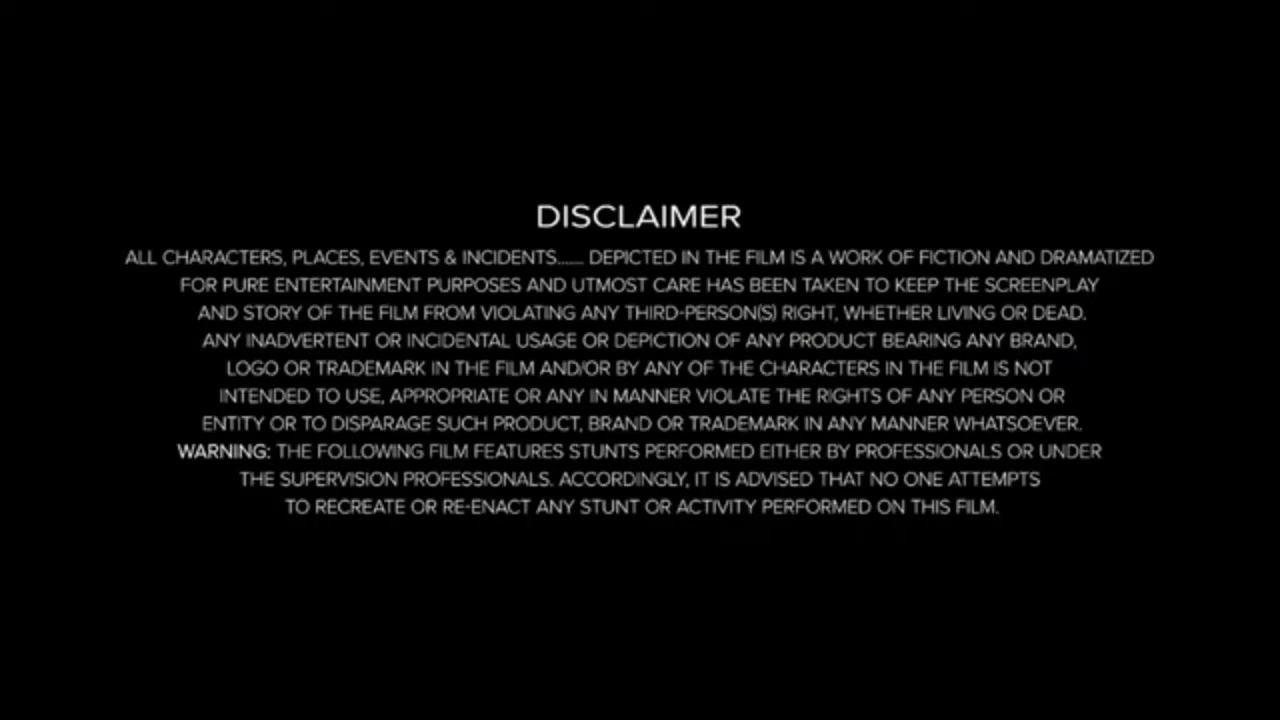 DISCLAIMER
ALL CHARACTERS, PLACES, EVENTS & INCIDENTS...... DEPICTED IN THE FILM IS A WORK OF FICTION AND DRAMATIZED
FOR PURE ENTERTAINMENT PURPOSES AND UTMOST CARE HAS BEEN TAKEN TO KEEP THE SCREENPLAY
AND STORY OF THE FILM FROM VIOLATING ANY THIRD-PERSON(S) RIGHT, WHETHER LIVING OR DEAD.
ANY INADVERTENT OR INCIDENTAL USAGE OR DEPICTION OF ANY PRODUCT BEARING ANY BRAND,
LOGO OR TRADEMARK IN THE FILM AND/OR BY ANY OF THE CHARACTERS IN THE FILM IS NOT
INTENDED TO USE, APPROPRIATE OR ANY IN MANNER VIOLATE THE RIGHTS OF ANY PERSON OR
ENTITY OR TO DISPARAGE SUCH PRODUCT, BRAND OR TRADEMARK IN ANY MANNER WHATSOEVER.
WARNING: THE FOLLOWING FILM FEATURES STUNTS PERFORMED EITHER BY PROFESSIONALS OR UNDER
THE SUPERVISION PROFESSIONALS. ACCORDINGLY, IT IS ADVISED THAT NO ONE ATTEMPTS
TO RECREATE OR RE-ENACT ANY STUNT OR ACTIVITY PERFORMED ON THIS FILM.